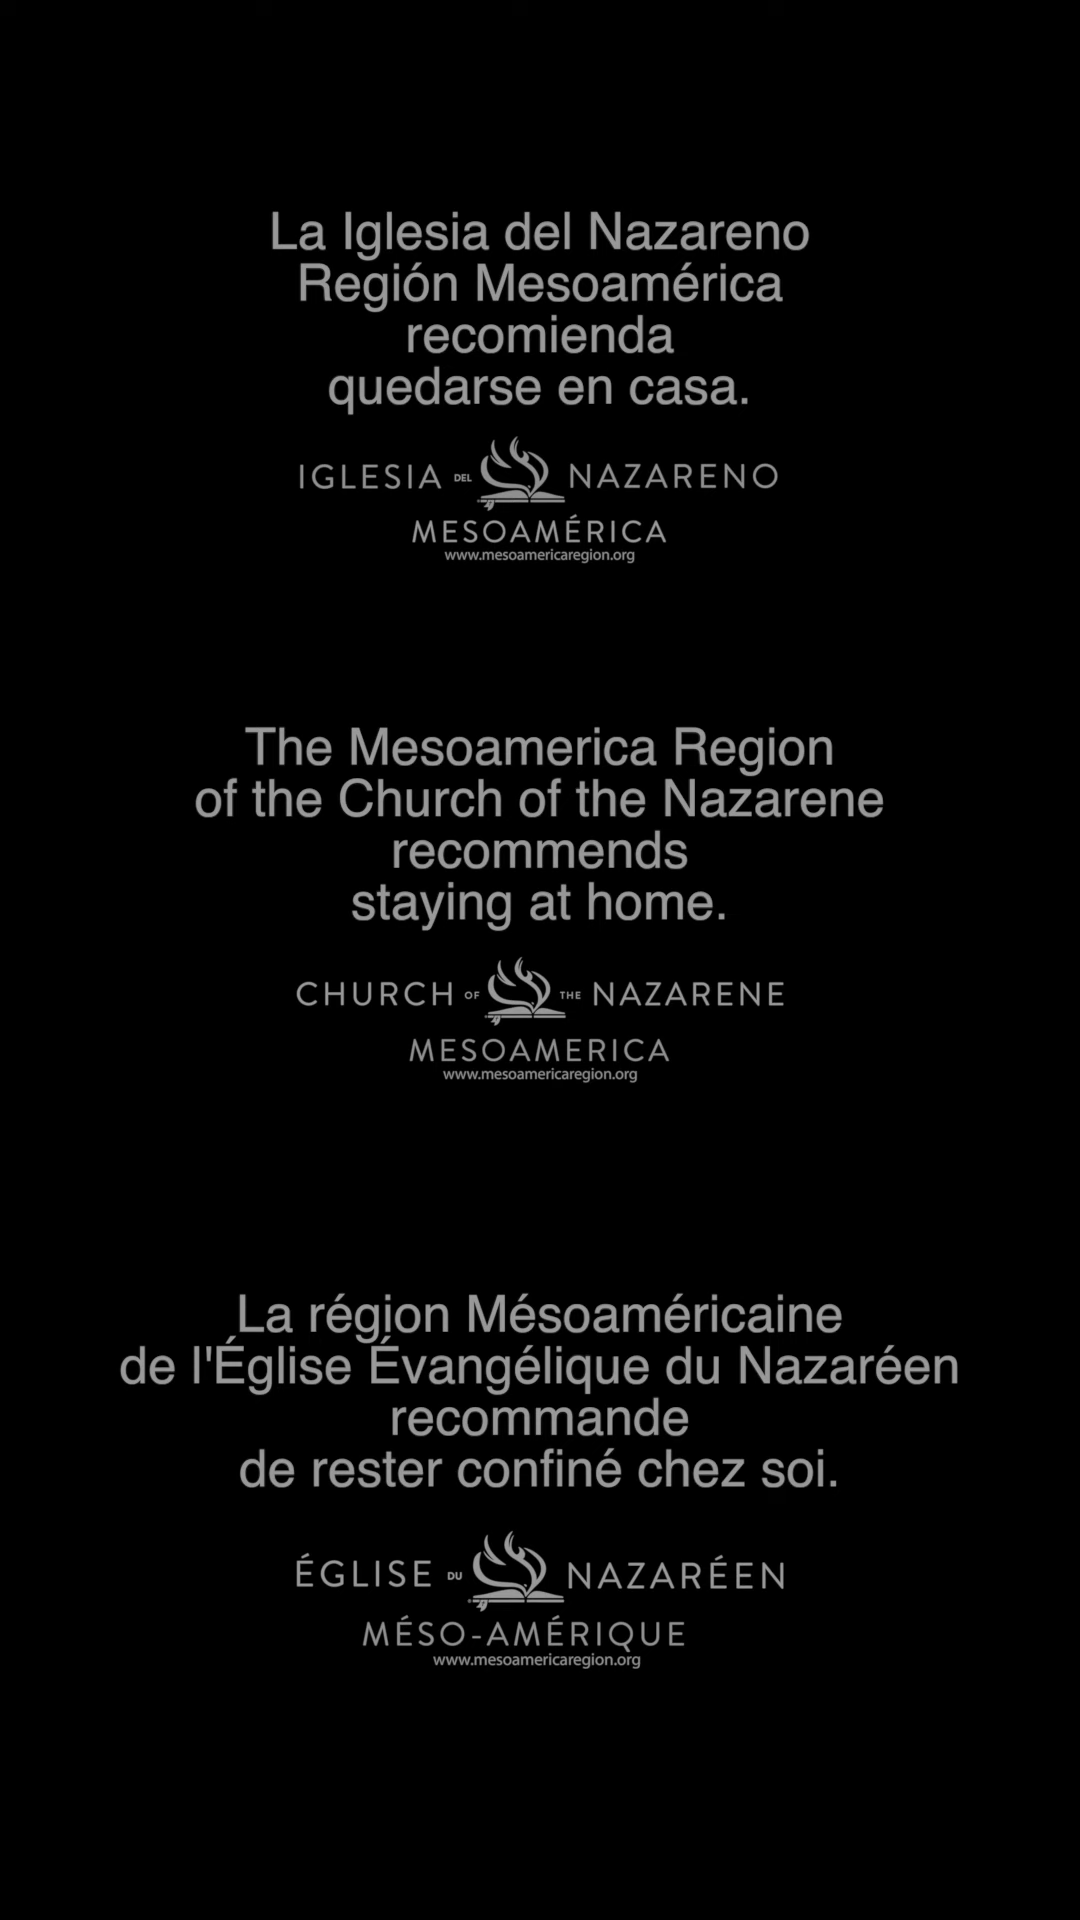 La Iglesia del Nazareno
Región Mesoamérica
recomienda
quedarse en casa.
IGLESIA DEL NAZARENO
MESOAMÉRICA
www.mesoamericaregion.org
The Mesoamerica Region
of the Church of the Nazarene
recommends
staying at home.
CHURCH OF THE NAZARENE
MESOAMERICA
www.mesoamericaregion.org
La région Mésoaméricaine
de l'Église Évangélique du Nazaréen
recommande
de rester confiné chez soi.
ÉGLISE DU NAZARÉEN
MÉSO-AMÉRIQUE
www.mesoamericaregion.org